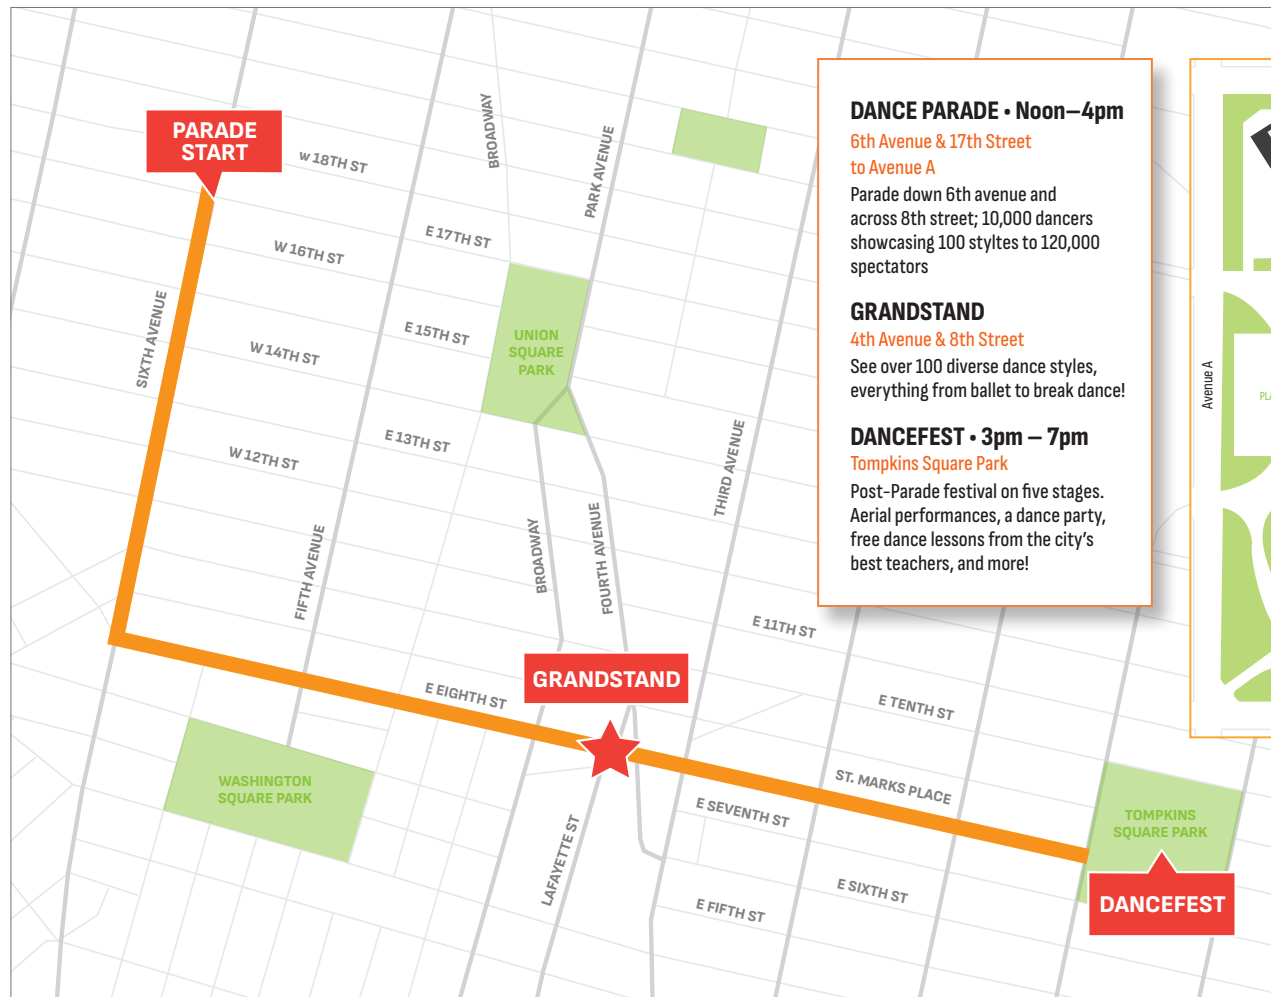 PARADE
START
BROADWAY
PARK AVENUE
W 18TH ST
E 17TH ST
W 16TH ST
SIXTH AVENUE
E 15TH ST
W 14TH ST
UNION
SQUARE
PARK
E 13TH ST
W 12TH ST
THIRD AVENUE
FIFTH AVENUE
BROADWAY
FOURTH AVENUE
E 11TH ST
GRANDSTAND
E EIGHTH ST
E TENTH ST
WASHINGTON
SQUARE PARK
ST. MARKS PLACE
E SEVENTH ST
TOMPKINS
SQUARE PARK
LAFAYETTE ST
E SIXTH ST
E FIFTH ST
DANCEFEST
DANCE PARADE • Noon–4pm
6th Avenue & 17th Street
to Avenue A
Parade down 6th avenue and
across 8th street; 10,000 dancers
showcasing 100 styltes to 120,000
spectators
GRANDSTAND
4th Avenue & 8th Street
See over 100 diverse dance styles,
everything from ballet to break dance!
DANCEFEST • 3pm – 7pm
Tompkins Square Park
Post-Parade festival on five stages.
Aerial performances, a dance party,
free dance lessons from the city's
best teachers, and more!
Avenue A